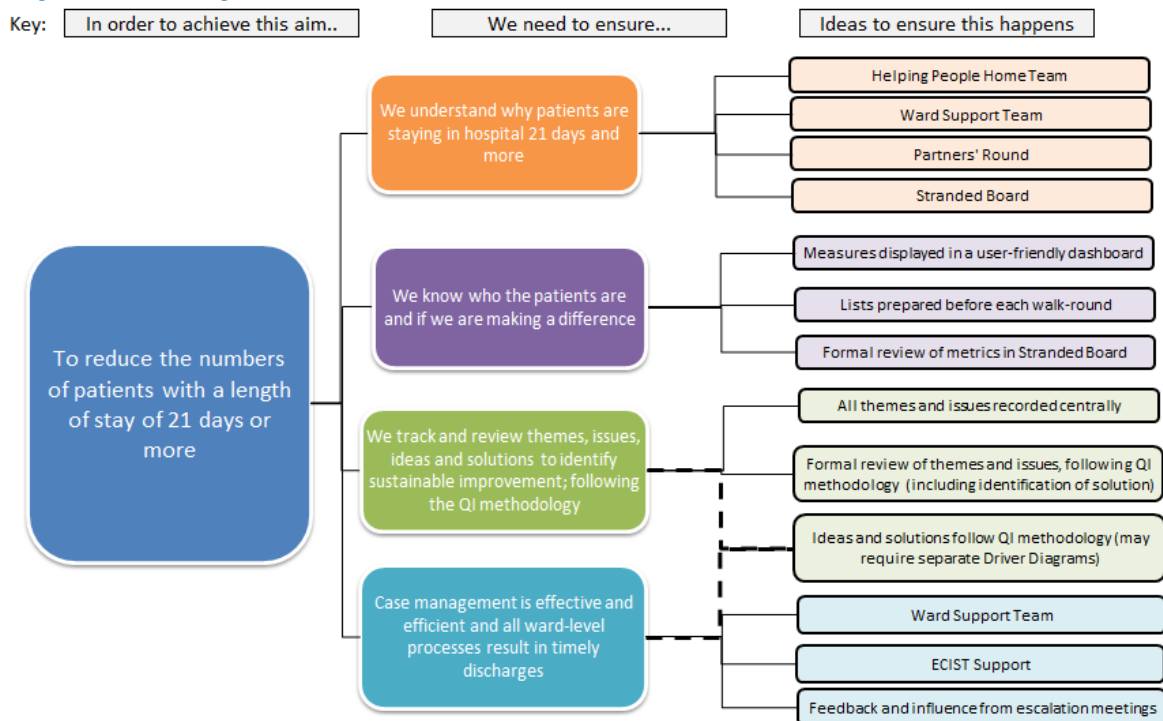 Key:
In order to achieve this aim..
We need to ensure...
Ideas to ensure this happens
To reduce the numbers
of patients with a length
of stay of 21 days or
more
We understand why patients are
staying in hospital 21 days and
more
Helping People Home Team
Ward Support Team
Partners' Round
Stranded Board
We know who the patients are
and if we are making a difference
Measures displayed in a user-friendly dashboard
Lists prepared before each walk-round
Formal review of metrics in Stranded Board
We track and review themes, issues,
ideas and solutions to identify
sustainable improvement; following
the QI methodology
All themes and issues recorded centrally
Formal review of themes and issues, following QI
methodology (including identification of solution)
Ideas and solutions follow QI methodology (may
require separate Driver Diagrams)
Case management is effective and
efficient and all ward-level
processes result in timely
discharges
Ward Support Team
ECIST Support
Feedback and influence from escalation meetings